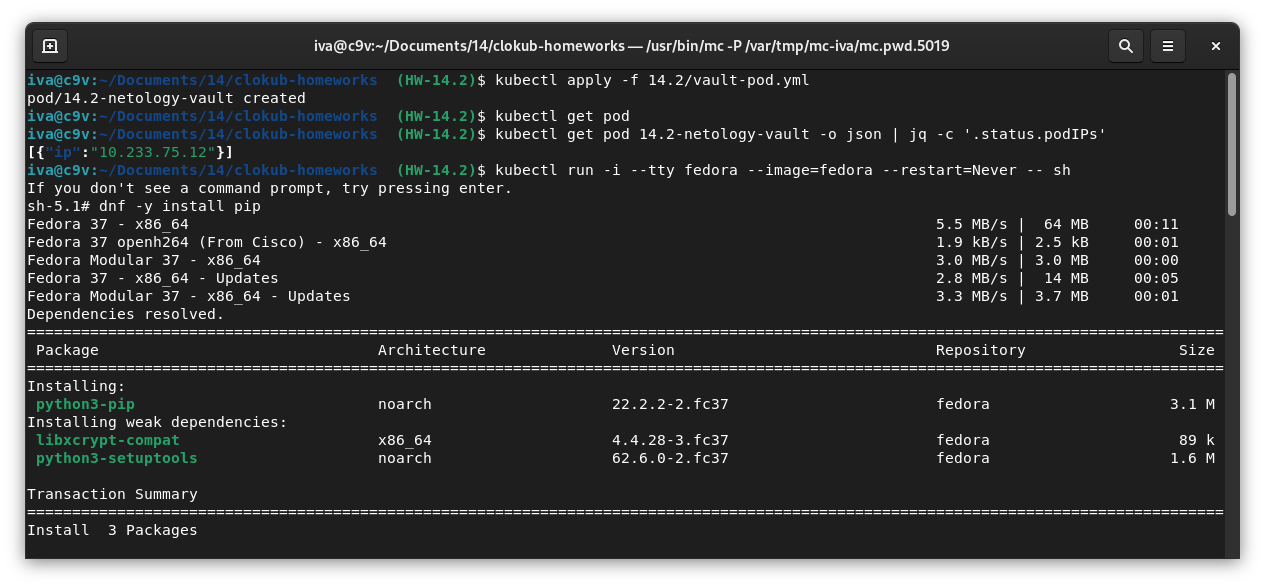 iva@c9v:~/Documents/14/clokub-homeworks — /usr/bin/mc -P /var/tmp/mc-iva/mc.pwd.5019
iva@c9v:~/Documents/14/clokub-homeworks  (HW-14.2)$ kubectl apply -f 14.2/vault-pod.yml
pod/14.2-netology-vault created
iva@c9v:~/Documents/14/clokub-homeworks  (HW-14.2)$ kubectl get pod
iva@c9v:~/Documents/14/clokub-homeworks  (HW-14.2)$ kubectl get pod 14.2-netology-vault -o json | jq -c '.status.podIPs'
[{"ip":"10.233.75.12"}]
iva@c9v:~/Documents/14/clokub-homeworks  (HW-14.2)$ kubectl run -i --tty fedora --image=fedora --restart=Never -- sh
If you don't see a command prompt, try pressing enter.
sh-5.1# dnf -y install pip
Fedora 37 - x86_64    5.5 MB/s |  64 MB     00:11
Fedora 37 openh264 (From Cisco) - x86_64    1.9 kB/s | 2.5 kB     00:01
Fedora Modular 37 - x86_64    3.0 MB/s | 3.0 MB     00:00
Fedora 37 - x86_64 - Updates    2.8 MB/s |  14 MB     00:05
Fedora Modular 37 - x86_64 - Updates    3.3 MB/s | 3.7 MB     00:01
Dependencies resolved.
=====================================================================================================================================
 Package    Architecture    Version    Repository    Size
=====================================================================================================================================
Installing:
 python3-pip    noarch    22.2.2-2.fc37    fedora    3.1 M
Installing weak dependencies:
 libxcrypt-compat    x86_64    4.4.28-3.fc37    fedora    89 k
 python3-setuptools    noarch    62.6.0-2.fc37    fedora    1.6 M
Transaction Summary
=====================================================================================================================================
Install  3 Packages